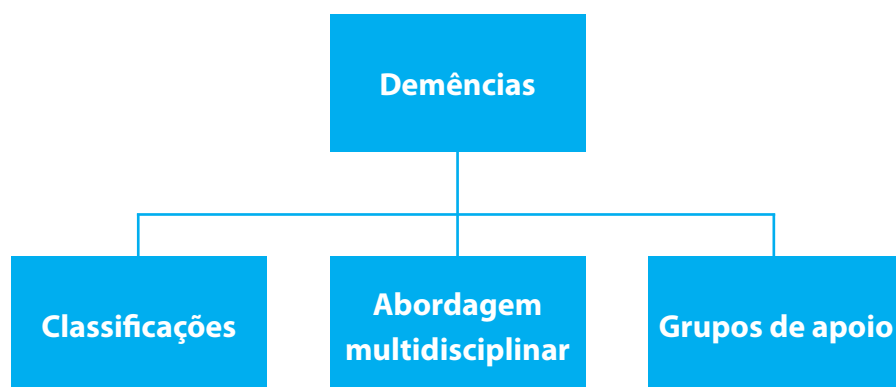 Demências
Classificações
Abordagem
multidisciplinar
Grupos de apoio